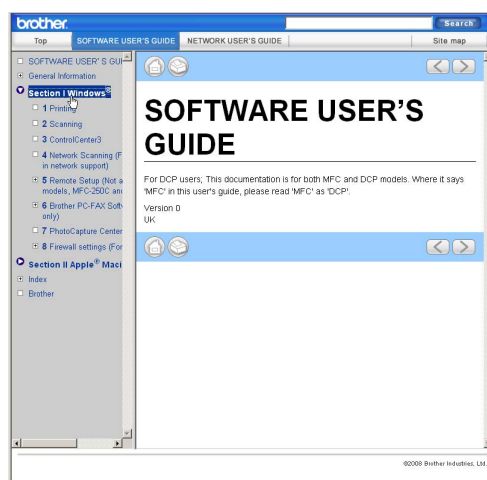 brother.
Search
Top
SOFTWARE USER'S GUIDE
NETWORK USER'S GUIDE
Site map
SOFTWARE USER' S GUI
General Information
Section I Windows®
1 Printing
2 Scanning
3 ControlCenter3
4 Network Scanning (F
in network support)
5 Remote Setup (Not a
models, MFC-250C and
6 Brother PC-FAX Soft
only)
7 PhotoCapture Center
8 Firewall settings (For
Section II Apple® Maci
Index
Brother
SOFTWARE USER'S
GUIDE
For DCP users; This documentation is for both MFC and DCP models. Where it says
'MFC' in this user's guide, please read 'MFC' as 'DCP'.
Version 0
UK
©2008 Brother Industries, Ltd.